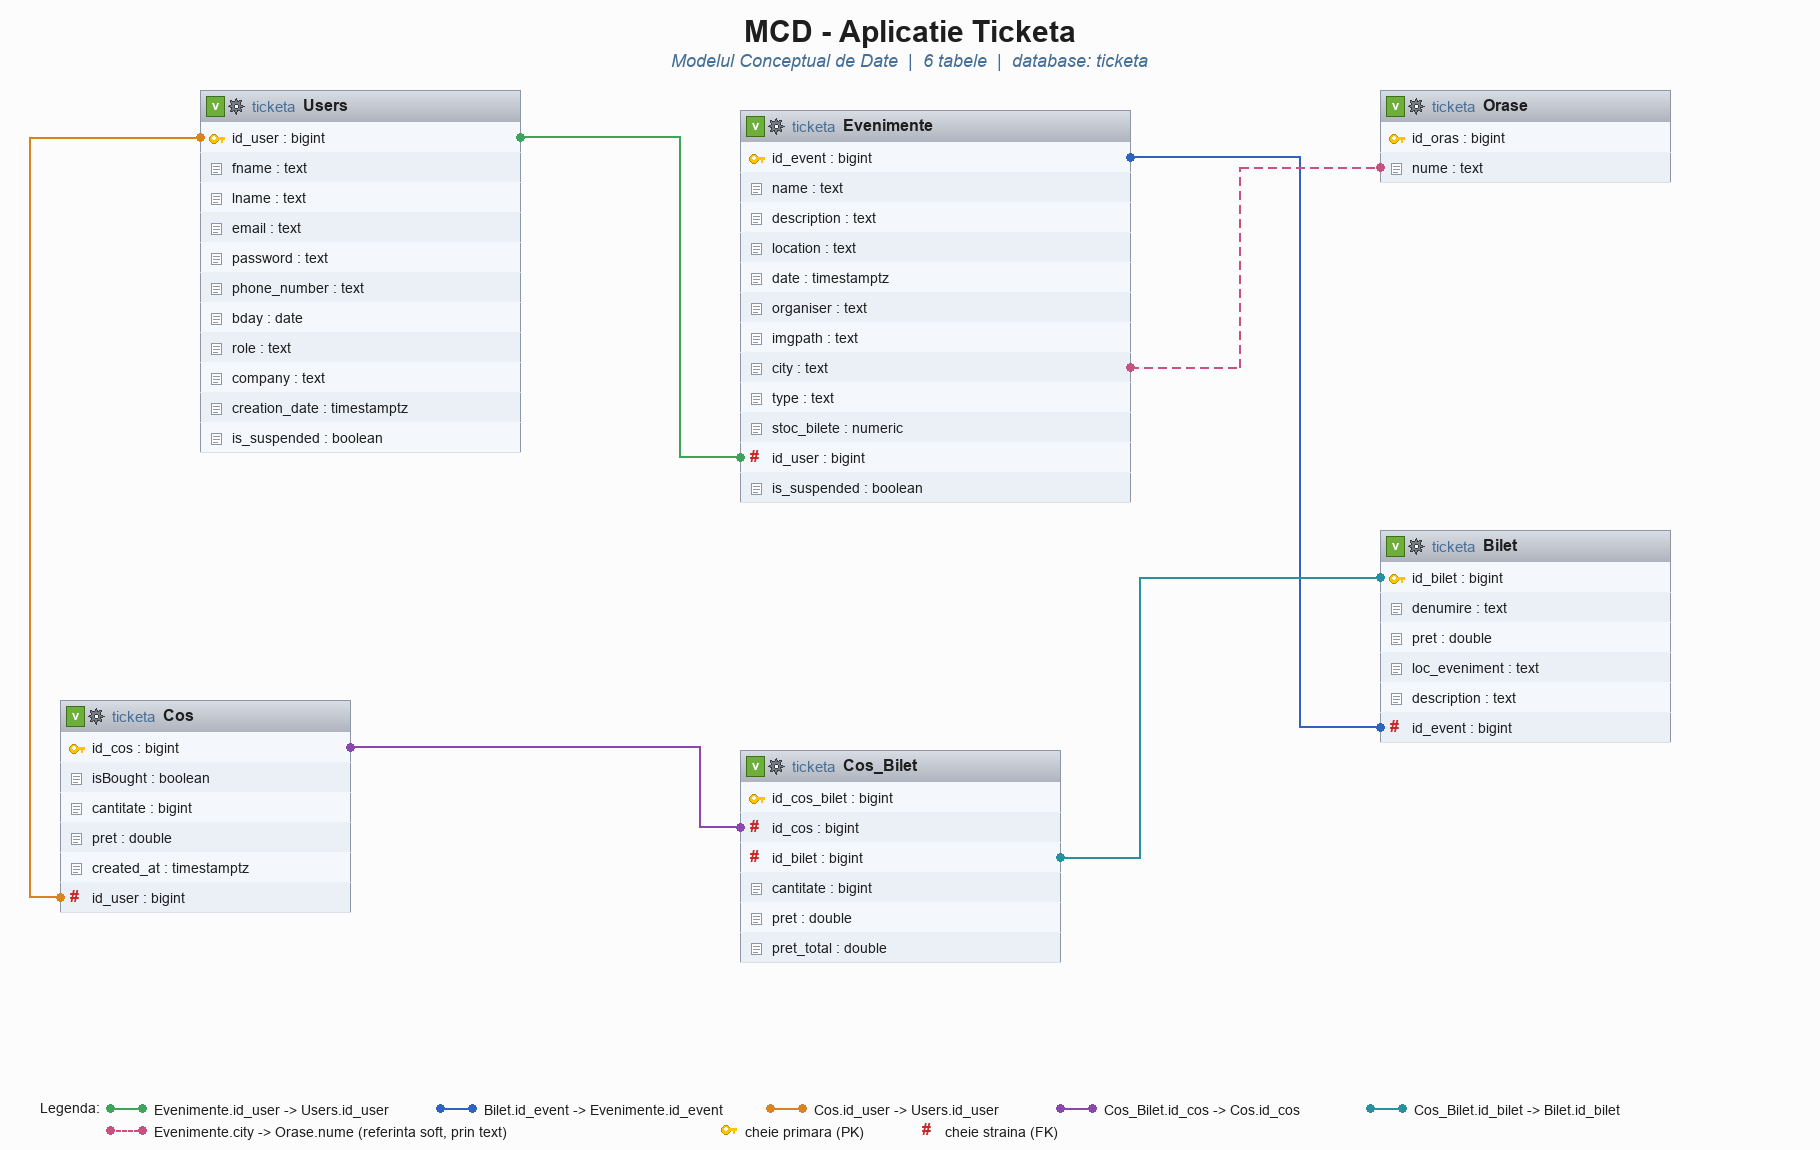 MCD - Aplicatie Ticketa
Modelul Conceptual de Date | 6 tabele | database: ticketa
v ticketa Users
id_user : bigint
fname : text
lname : text
email : text
password : text
phone_number : text
bday : date
role : text
company : text
creation_date : timestamptz
is_suspended : boolean
v ticketa Evenimente
id_event : bigint
name : text
description : text
location : text
date : timestamptz
organiser : text
imgpath : text
city : text
type : text
stoc_bilete : numeric
# id_user : bigint
is_suspended : boolean
v ticketa Orase
id_oras : bigint
nume : text
v ticketa Bilet
id_bilet : bigint
denumire : text
pret : double
loc_eveniment : text
description : text
# id_event : bigint
v ticketa Cos
id_cos : bigint
isBought : boolean
cantitate : bigint
pret : double
created_at : timestamptz
# id_user : bigint
v ticketa Cos_Bilet
id_cos_bilet : bigint
# id_cos : bigint
# id_bilet : bigint
cantitate : bigint
pret : double
pret_total : double
Legenda: Evenimente.id_user -> Users.id_user Bilet.id_event -> Evenimente.id_event Cos.id_user -> Users.id_user Cos_Bilet.id_cos -> Cos.id_cos Cos_Bilet.id_bilet -> Bilet.id_bilet
Evenimente.city -> Orase.nume (referinta soft, prin text) cheie primara (PK) # cheie straina (FK)